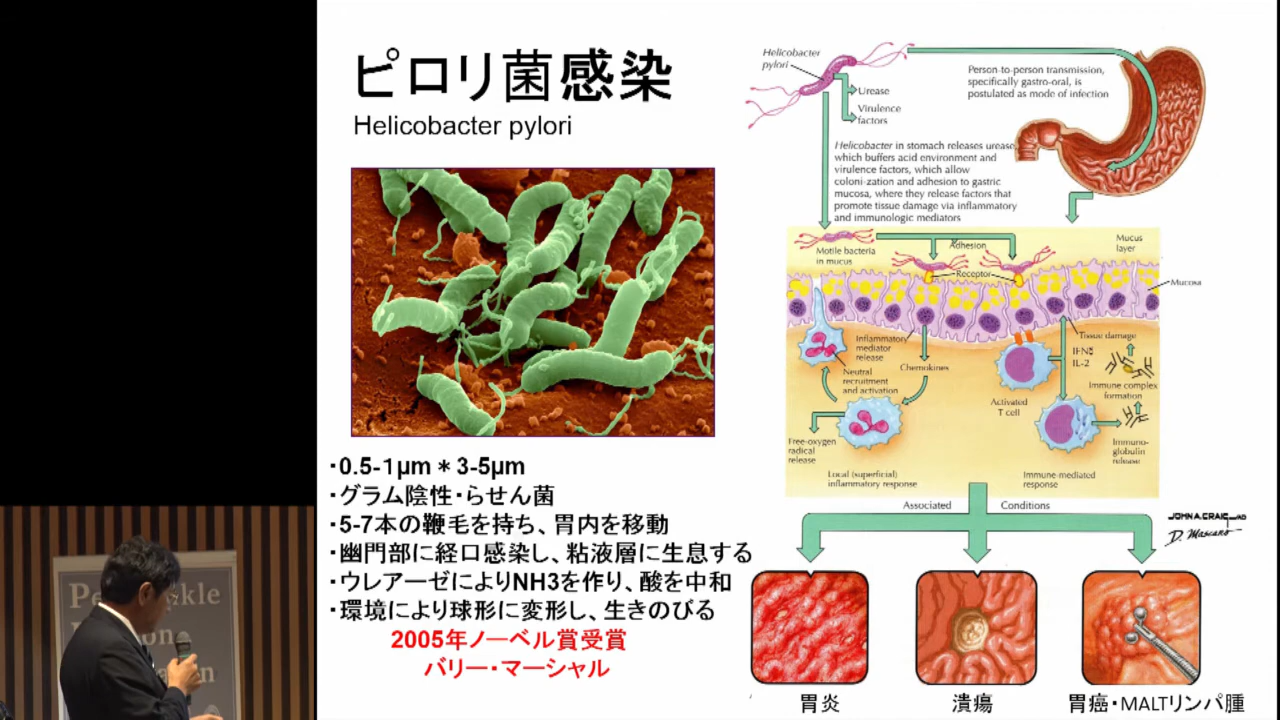 ピロリ菌感染
Helicobacter pylori
・0.5-1μm＊3-5μm
・グラム陰性・らせん菌
・5-7本の鞭毛を持ち、胃内を移動
・幽門部に経口感染し、粘液層に生息する
・ウレアーゼによりNH3を作り、酸を中和
・環境により球形に変形し、生きのびる
2005年ノーベル賞受賞
バリー・マーシャル
Helicobacter
pylori
Urease
Virulence
factors
Person-to-person transmission,
specifically gastro-oral, is
postulated as mode of infection
Helicobacter in stomach releases urease,
which buffers acid environment and
virulence factors, which allow
coloni-zation and adhesion to gastric
mucosa, where they release factors that
promote tissue damage via inflammatory
and immunologic mediators
Motile bacteria
in mucus
Adhesion
Receptor
Mucus
layer
Mucosa
Inflammatory
mediator
release
Neutral
recruitment
and activation
Chemokines
Tissue damage
IL-2
Immune complex
formation
Activated
T cell
Free-oxygen
radical
release
Immuno-
globulin
release
Local (superficial)
inflammatory response
Immune-mediated
response
Associated Conditions
JOHN A. CRAIG
D. Mascaro
胃炎
潰瘍
胃癌・MALTリンパ腫